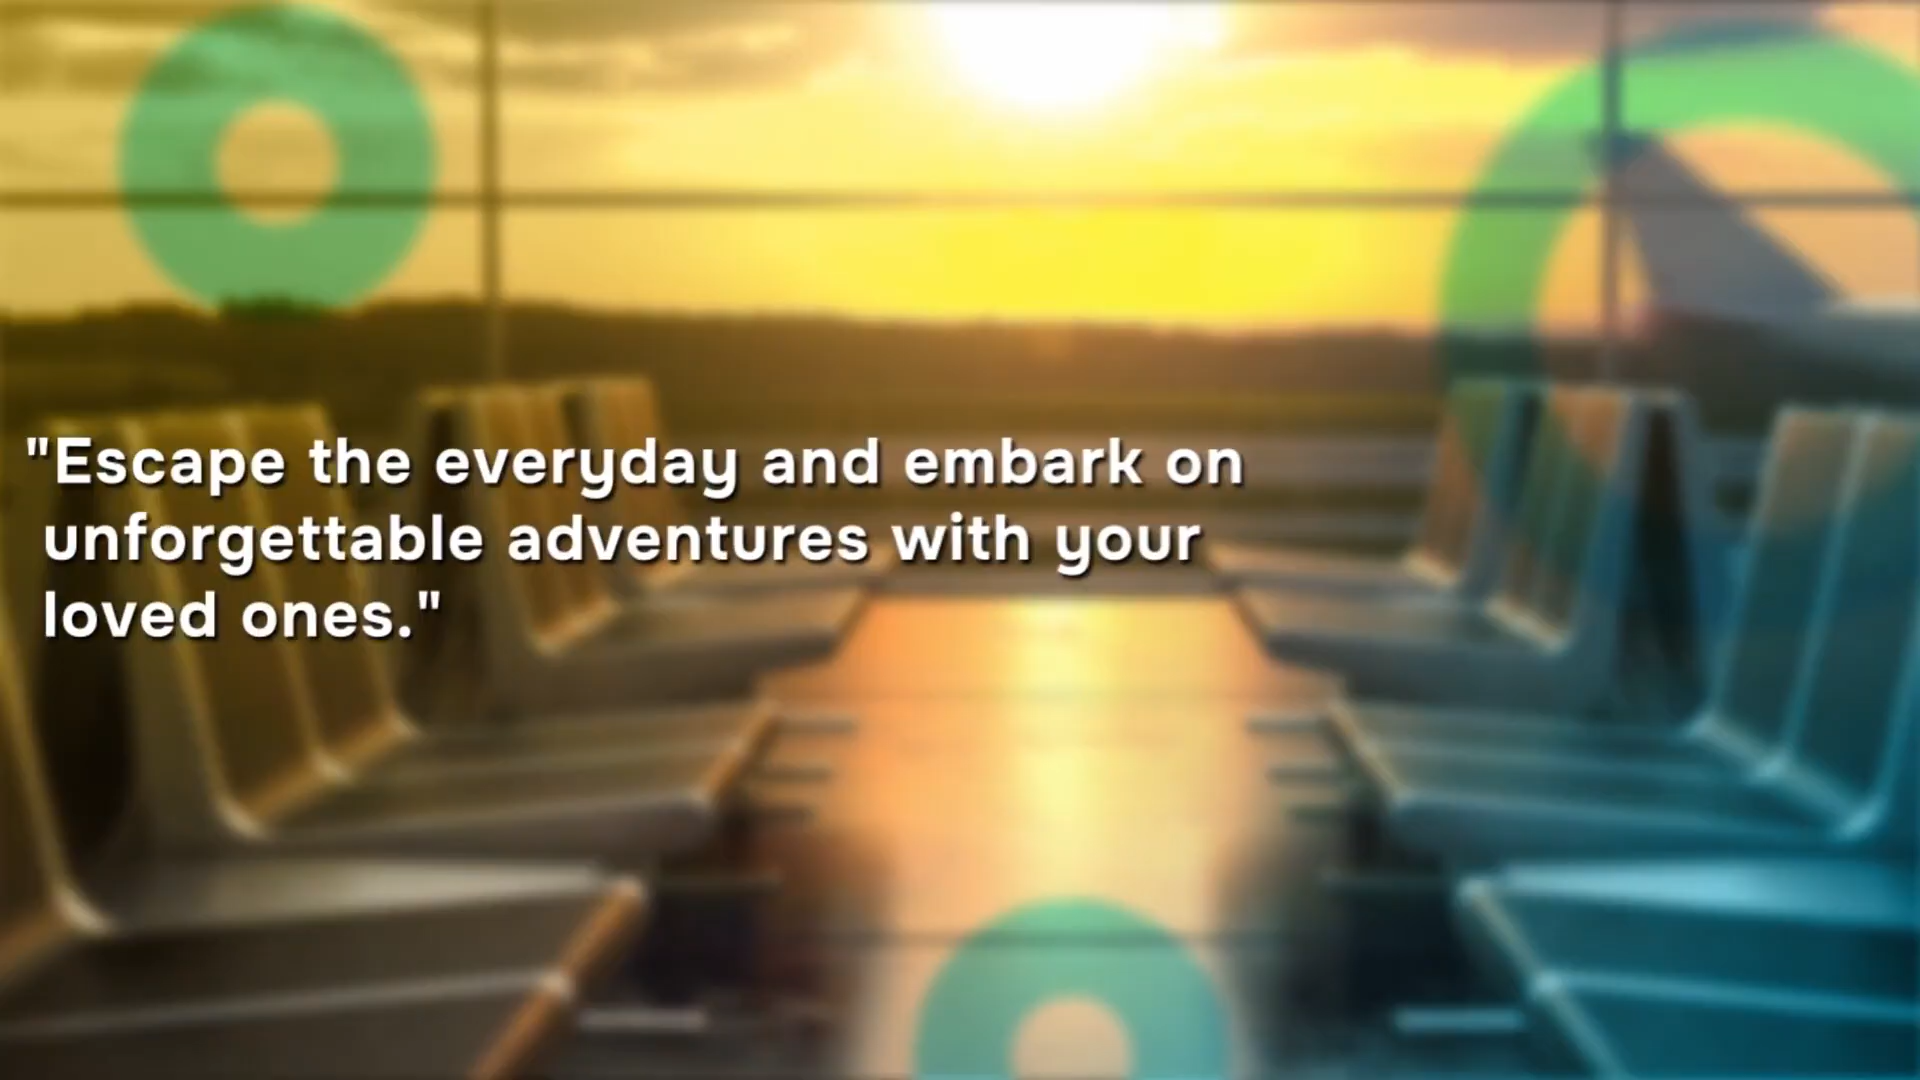 "Escape the everyday and embark on
unforgettable adventures with your
loved ones."